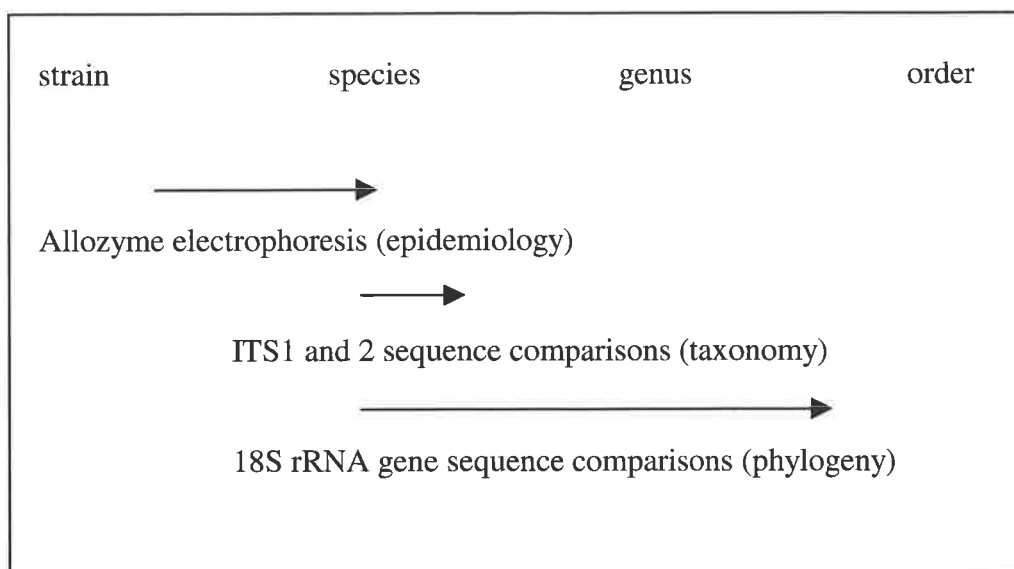 strain species genus order
Allozyme electrophoresis (epidemiology)
ITS1 and 2 sequence comparisons (taxonomy)
18S rRNA gene sequence comparisons (phylogeny)